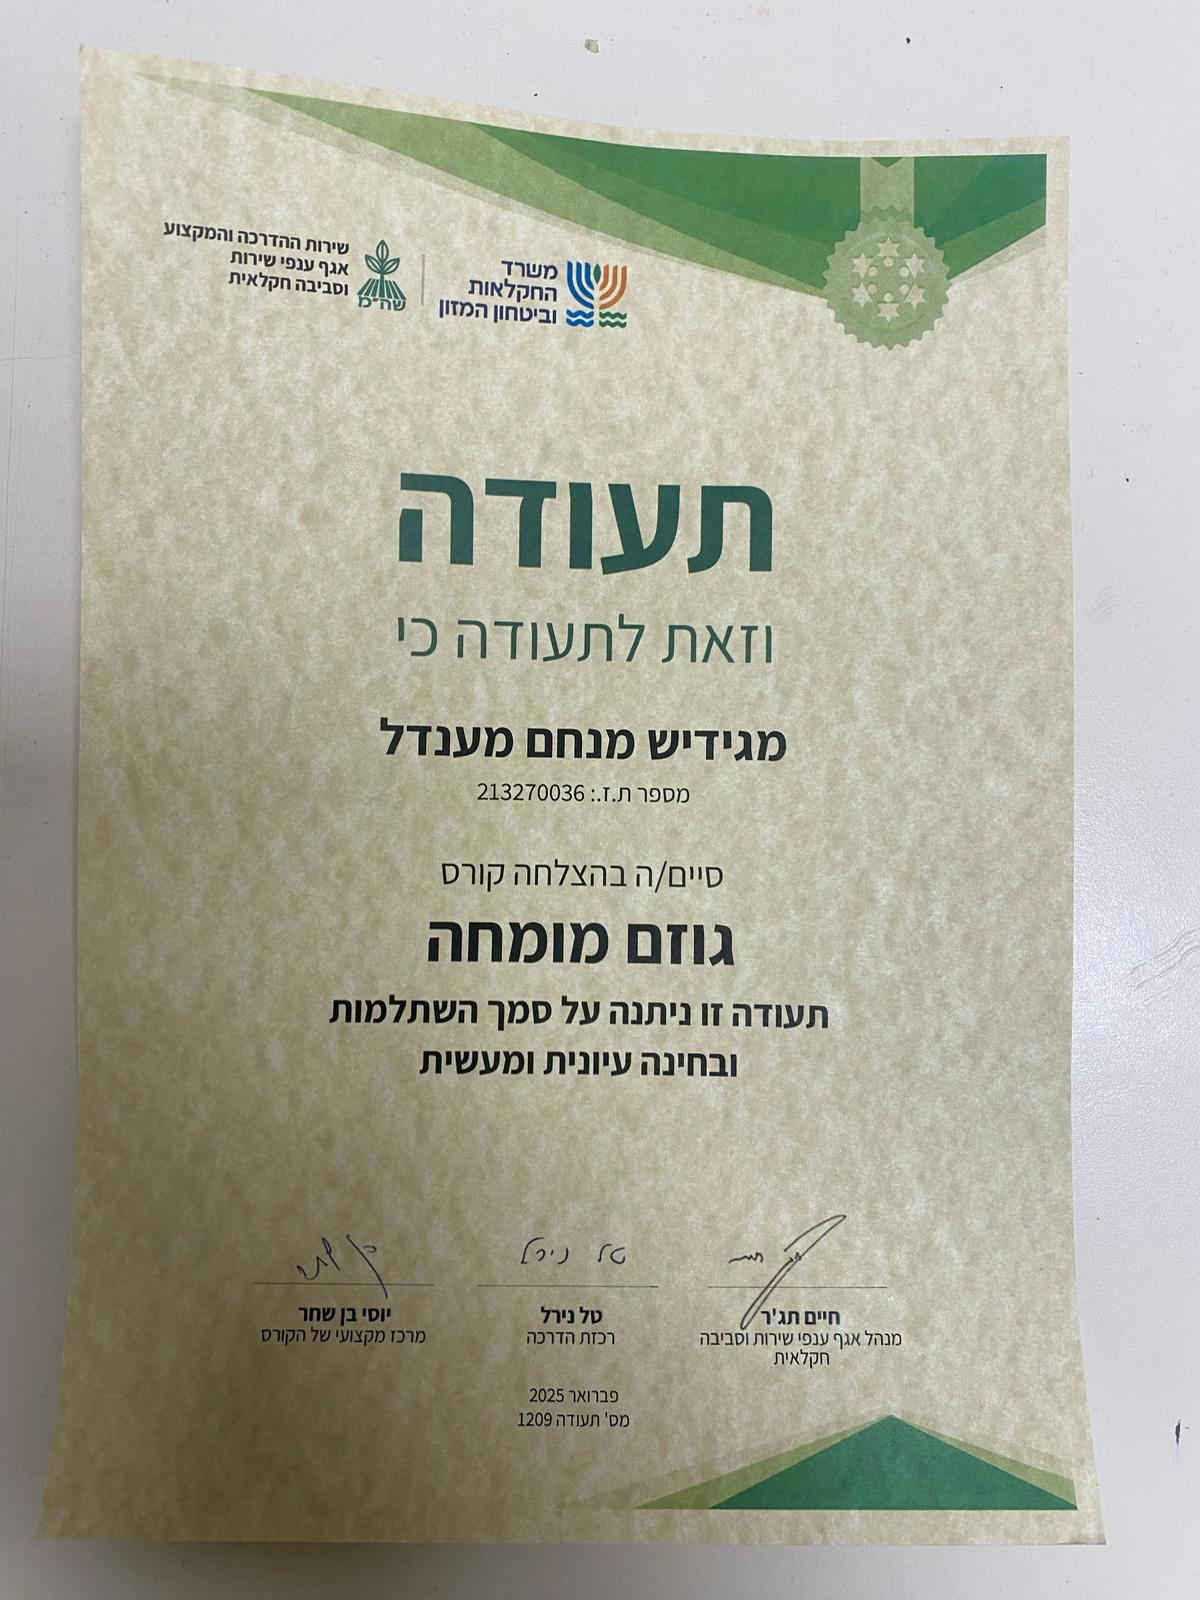 משרד
החקלאות
וביטחון המזון
שירות ההדרכה והמקצוע
אגף ענפי שירות
וסביבה חקלאית
שה״מ
תעודה
וזאת לתעודה כי
מגידיש מנחם מענדל
מספר ת.ז.: 213270036
סיים/ה בהצלחה קורס
גוזם מומחה
תעודה זו ניתנה על סמך השתלמות
ובחינה עיונית ומעשית
טל נירל
חיים תג'ר
מנהל אגף ענפי שירות וסביבה
חקלאית
טל נירל
רכזת הדרכה
יוסי בן שחר
מרכז מקצועי של הקורס
פברואר 2025
מס' תעודה 1209